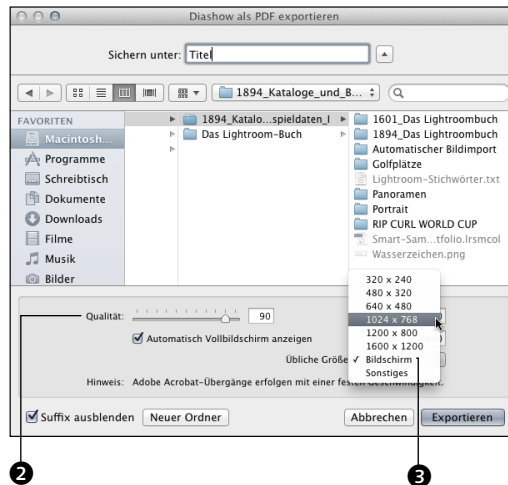 Diashow als PDF exportieren
Sichern unter: Titel
1894_Kataloge_und_B...
FAVORITEN
Macintosh...
Programme
Schreibtisch
Dokumente
Downloads
Filme
Musik
Bilder
1894_Katalo...spieldaten_I
Das Lightroom-Buch
1601_Das Lightroombuch
1894_Das Lightroombuch
Automatischer Bildimport
Golfplätze
Lightroom-Stichwörter.txt
Panoramen
Portrait
RIP CURL WORLD CUP
Smart-Sam...tfolio.lrsmcol
Wasserzeichen.png
320 x 240
480 x 320
640 x 480
1024 x 768
1200 x 800
1600 x 1200
Bildschirm
Sonstiges
Qualität: 90
Automatisch Vollbildschirm anzeigen
Übliche Größe
Hinweis: Adobe Acrobat-Übergänge erfolgen mit einer festen Geschwindigkeit.
Suffix ausblenden Neuer Ordner Abbrechen Exportieren
❷ ❸